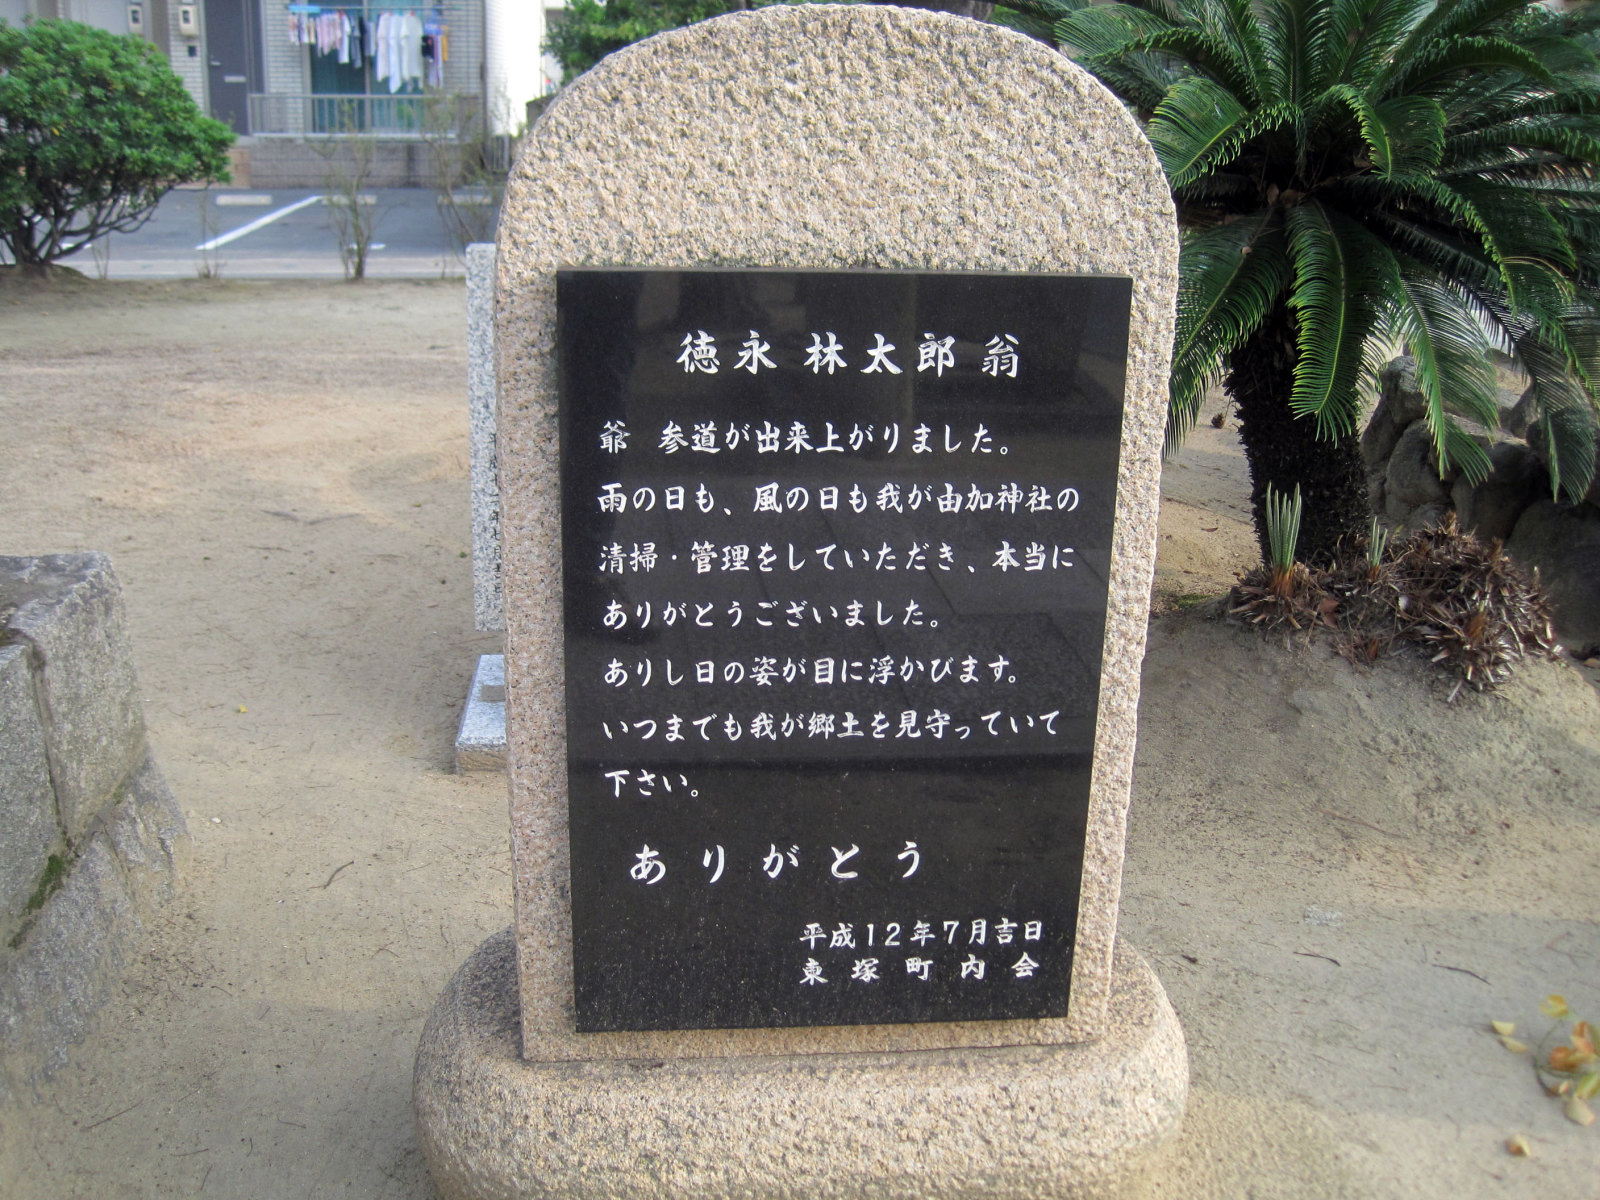 徳永 林太郎 翁
爺　参道が出来上がりました。
雨の日も、風の日も我が由加神社の
清掃・管理をしていただき、本当に
ありがとうございました。
ありし日の姿が目に浮かびます。
いつまでも我が郷土を見守っていて
下さい。
ありがとう
平成12年7月吉日
東塚町内会